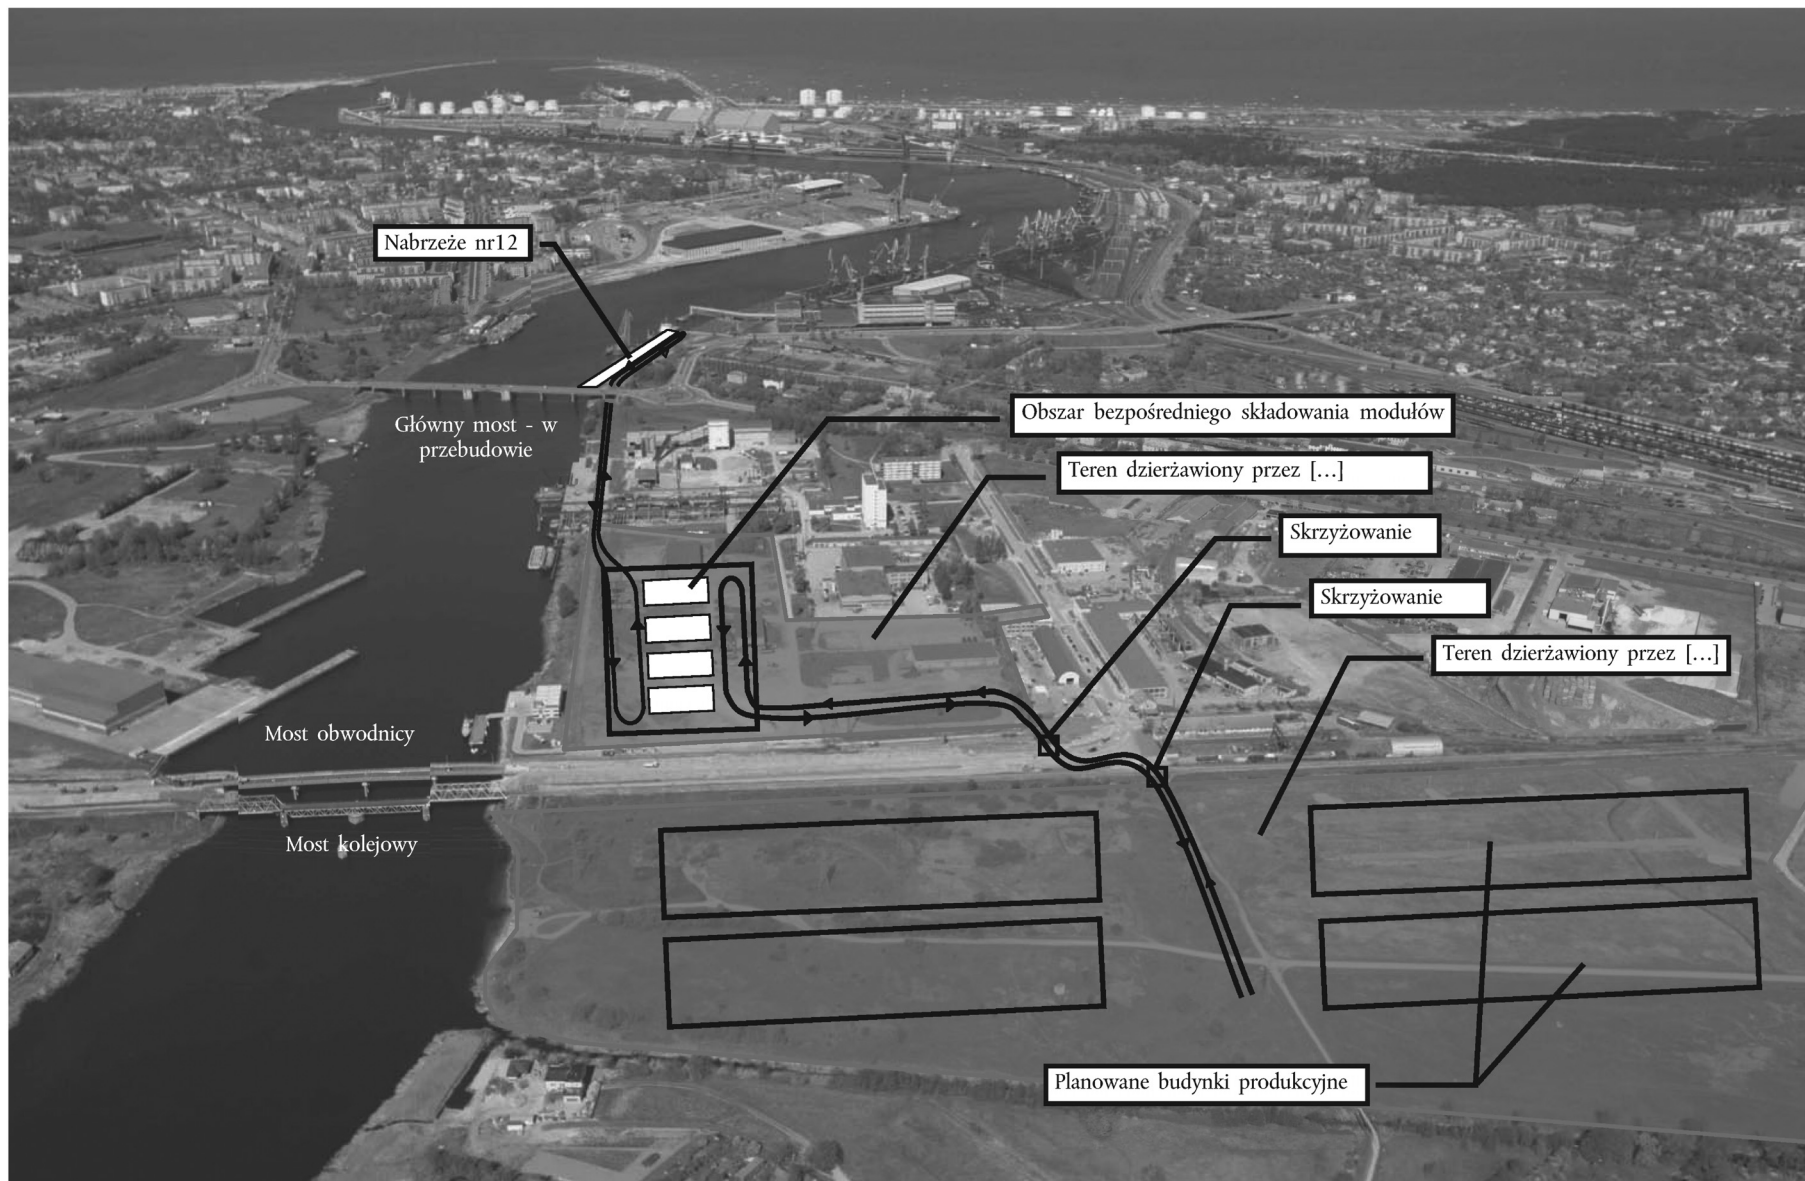 Nabrzeże nr12
Główny most - w
przebudowie
Obszar bezpośredniego składowania modułów
Teren dzierżawiony przez [...]
Skrzyżowanie
Skrzyżowanie
Teren dzierżawiony przez [...]
Most obwodnicy
Most kolejowy
Planowane budynki produkcyjne